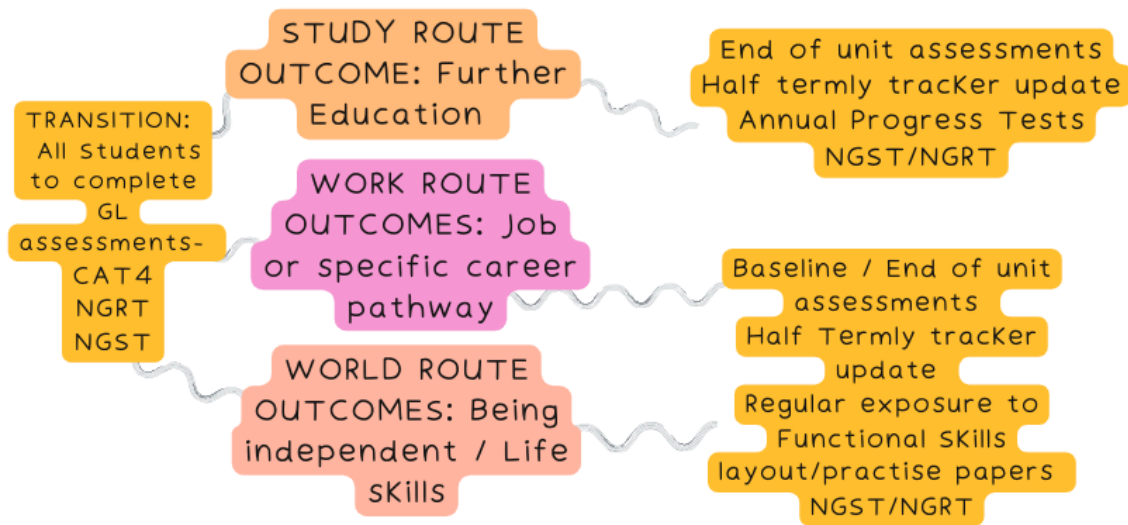 TRANSITION:
All Students
to complete
GL
assessments-
CAT4
NGRT
NGST
STUDY ROUTE
OUTCOME: Further
Education
WORK ROUTE
OUTCOMES: Job
or specific career
pathway
WORLD ROUTE
OUTCOMES: Being
independent / Life
skills
End of unit assessments
Half termly tracker update
Annual Progress Tests
NGST/NGRT
Baseline / End of unit
assessments
Half Termly tracker
update
Regular exposure to
Functional Skills
layout/practise papers
NGST/NGRT